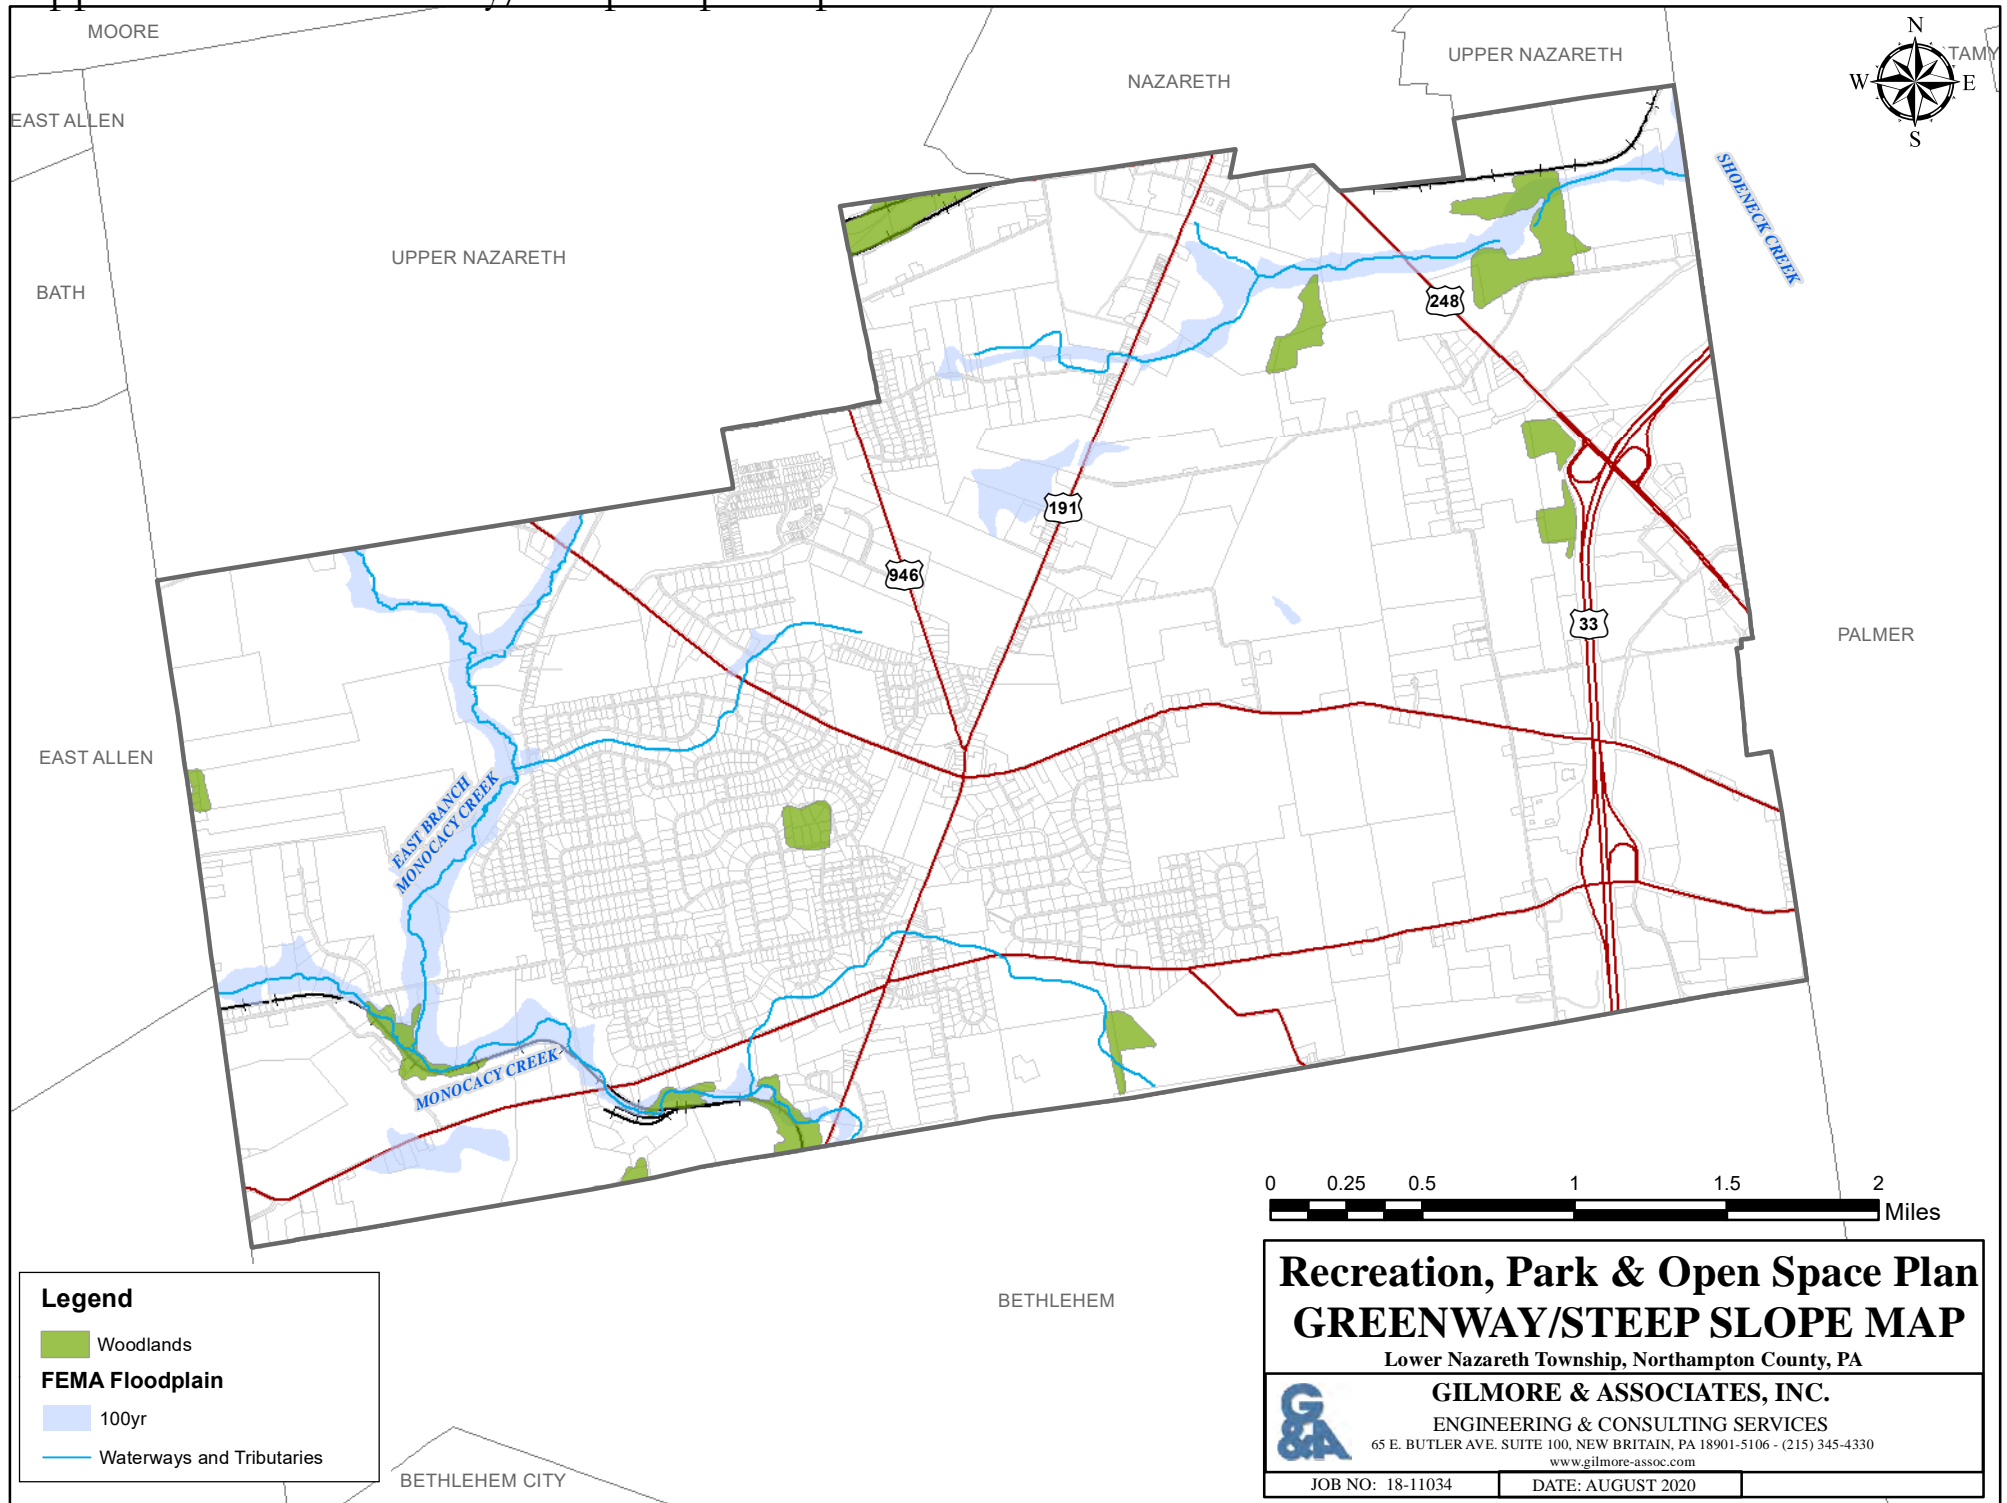 MOORE
EAST ALLEN
NAZARETH
UPPER NAZARETH
N
W
E
S
SHOENECK CREEK
UPPER NAZARETH
BATH
248
191
946
33
PALMER
EAST ALLEN
EAST BRANCH
MONOCACY CREEK
MONOCACY CREEK
BETHLEHEM
BETHLEHEM CITY
0 0.25 0.5 1 1.5 2
Miles
Legend
Woodlands
FEMA Floodplain
100yr
Waterways and Tributaries
Recreation, Park & Open Space Plan
GREENWAY/STEEP SLOPE MAP
Lower Nazareth Township, Northampton County, PA
G
&A
GILMORE & ASSOCIATES, INC.
ENGINEERING & CONSULTING SERVICES
65 E. BUTLER AVE. SUITE 100, NEW BRITAIN, PA 18901-5106 - (215) 345-4330
www.gilmore-assoc.com
JOB NO: 18-11034
DATE: AUGUST 2020